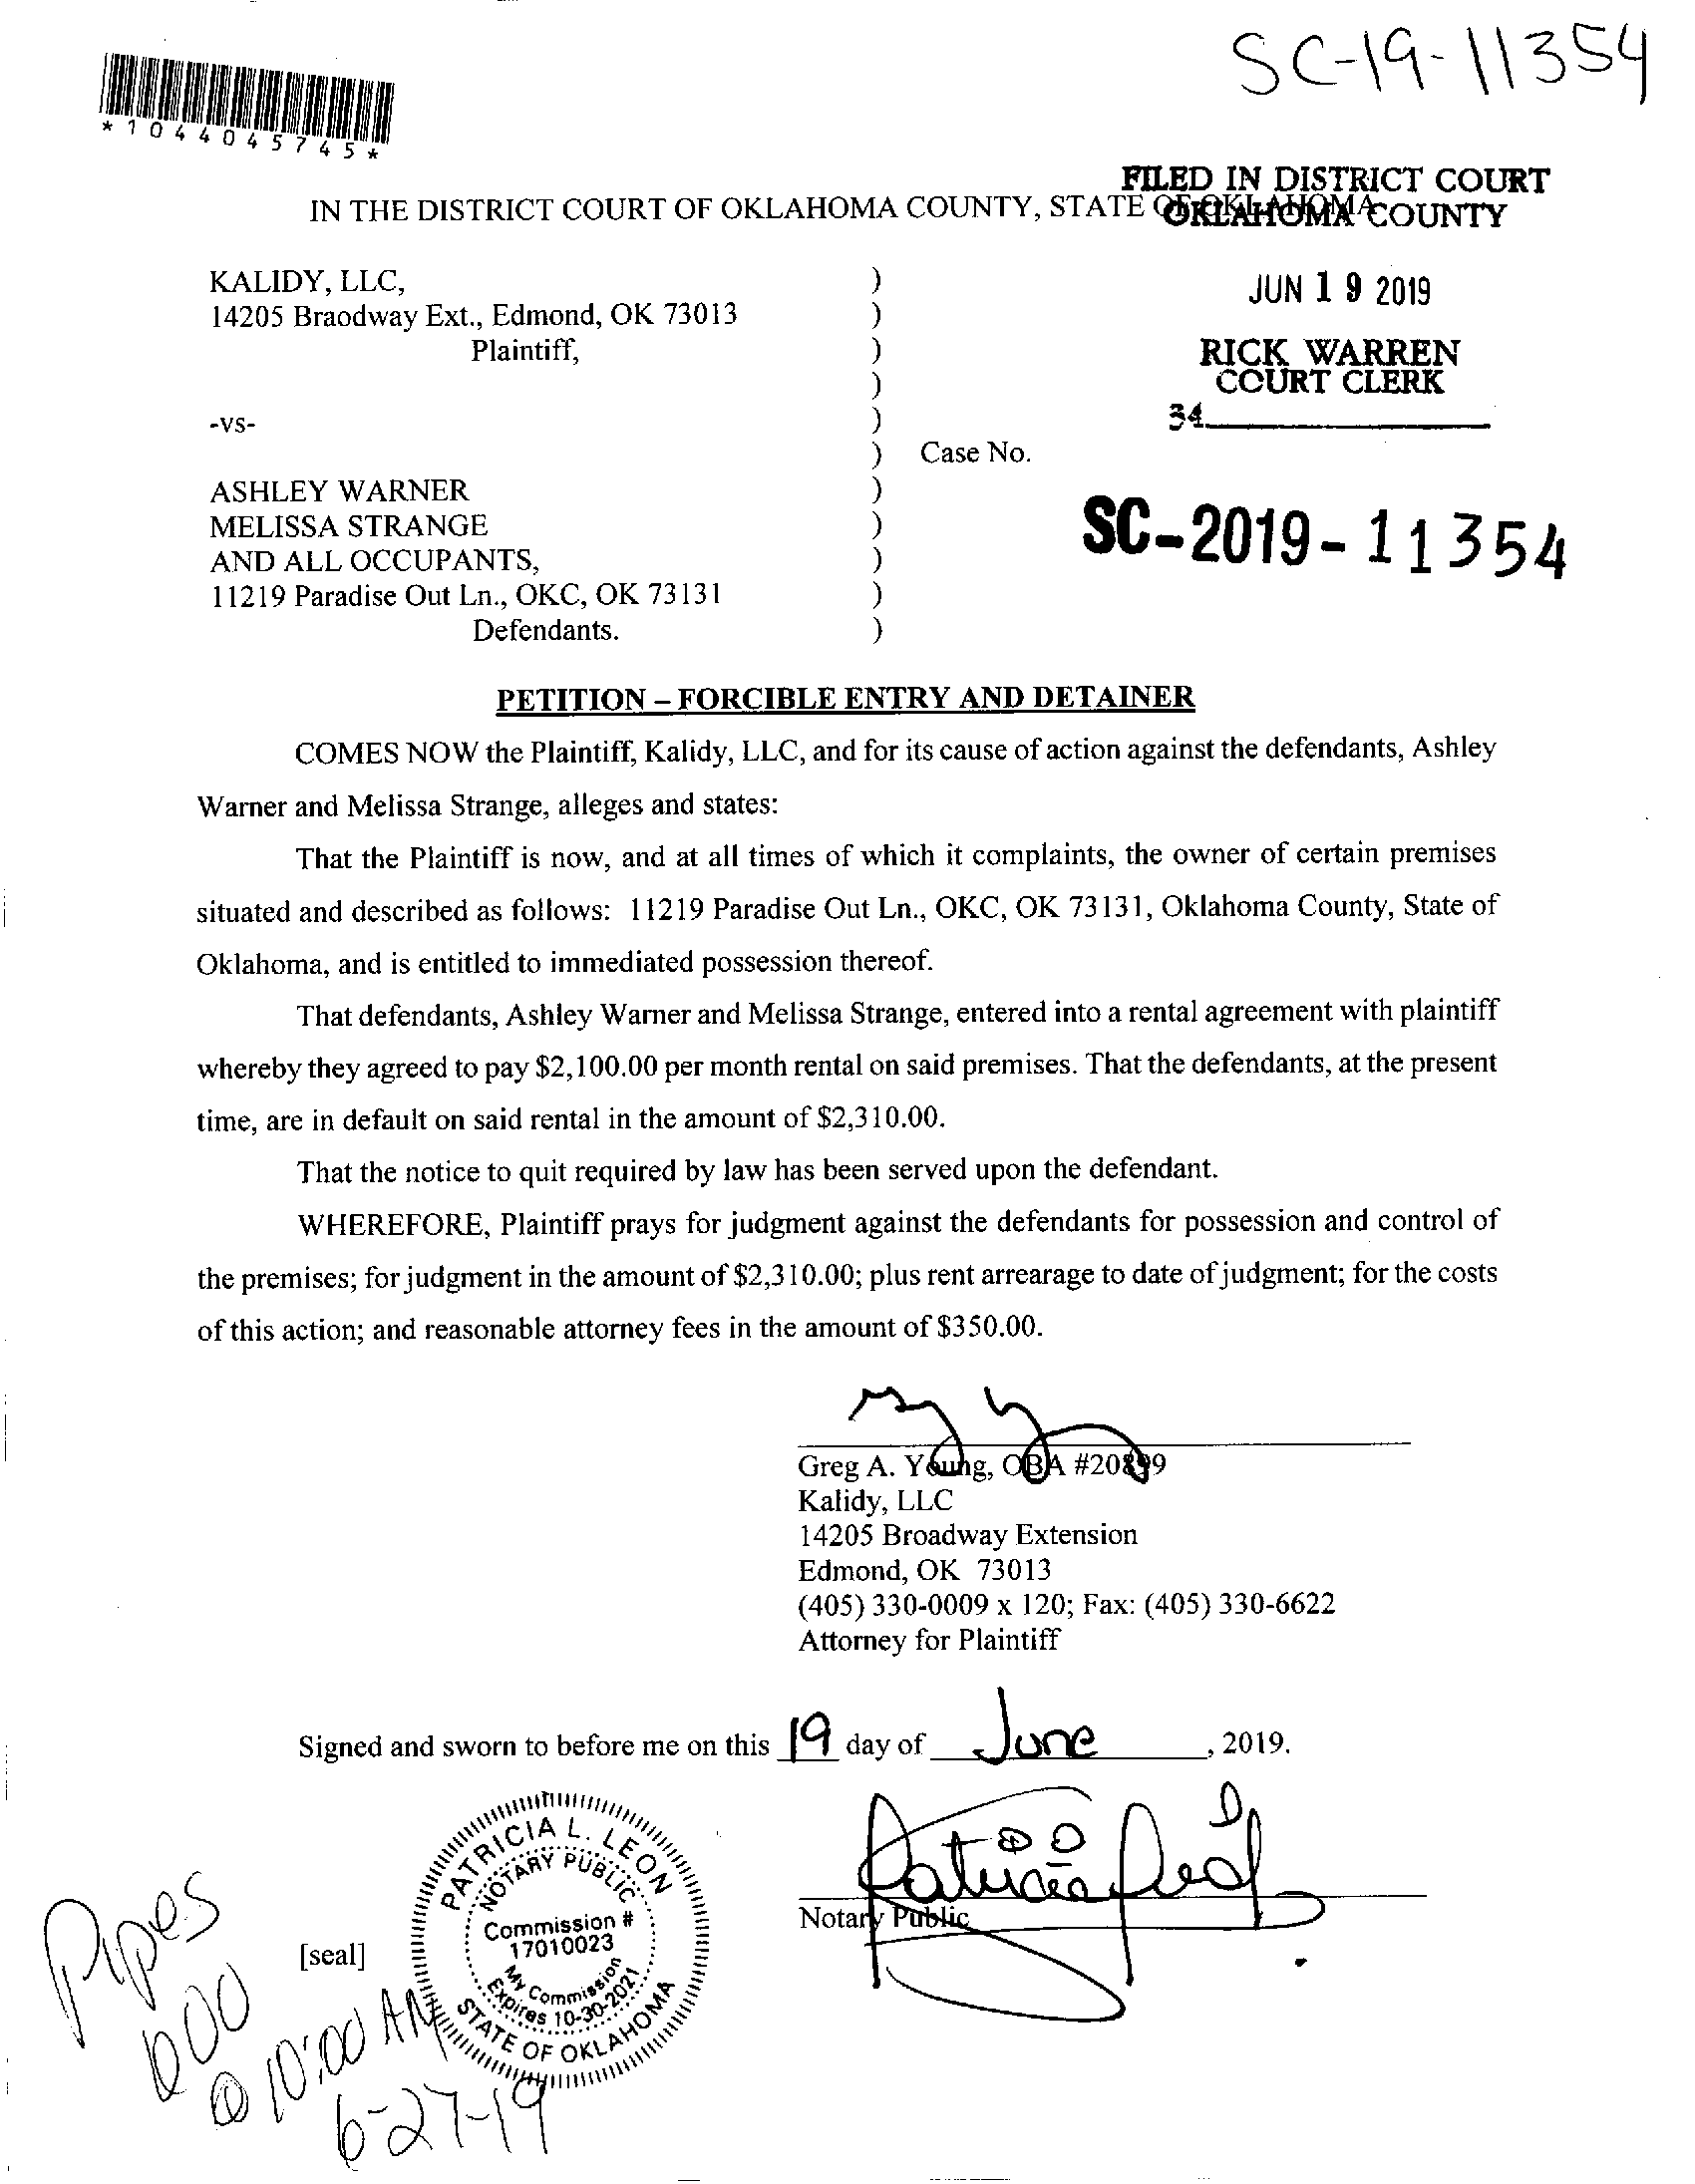 SC-19-11354
*1044045745*
FILED IN DISTRICT COURT
OKLAHOMA COUNTY
IN THE DISTRICT COURT OF OKLAHOMA COUNTY, STATE OF OKLAHOMA
JUN 19 2019
RICK WARREN
COURT CLERK
34
KALIDY, LLC, )
14205 Braodway Ext., Edmond, OK 73013 )
Plaintiff, )
)
-vs- )
) Case No.
SC-2019-11354
ASHLEY WARNER )
MELISSA STRANGE )
AND ALL OCCUPANTS, )
11219 Paradise Out Ln., OKC, OK 73131 )
Defendants. )
PETITION – FORCIBLE ENTRY AND DETAINER
COMES NOW the Plaintiff, Kalidy, LLC, and for its cause of action against the defendants, Ashley
Warner and Melissa Strange, alleges and states:
That the Plaintiff is now, and at all times of which it complaints, the owner of certain premises
situated and described as follows: 11219 Paradise Out Ln., OKC, OK 73131, Oklahoma County, State of
Oklahoma, and is entitled to immediated possession thereof.
That defendants, Ashley Warner and Melissa Strange, entered into a rental agreement with plaintiff
whereby they agreed to pay $2,100.00 per month rental on said premises. That the defendants, at the present
time, are in default on said rental in the amount of $2,310.00.
That the notice to quit required by law has been served upon the defendant.
WHEREFORE, Plaintiff prays for judgment against the defendants for possession and control of
the premises; for judgment in the amount of $2,310.00; plus rent arrearage to date of judgment; for the costs
of this action; and reasonable attorney fees in the amount of $350.00.
Greg A. Young, OBA #20899
Kalidy, LLC
14205 Broadway Extension
Edmond, OK 73013
(405) 330-0009 x 120; Fax: (405) 330-6622
Attorney for Plaintiff
Signed and sworn to before me on this 19 day of June, 2019.
Notary Public
[seal]
PATRICIA L. LEON
NOTARY PUBLIC
Commission #
17010023
My Commission
Expires 10-30-2021
STATE OF OKLAHOMA
Pipes
@ 10:00 AM
6-27-19